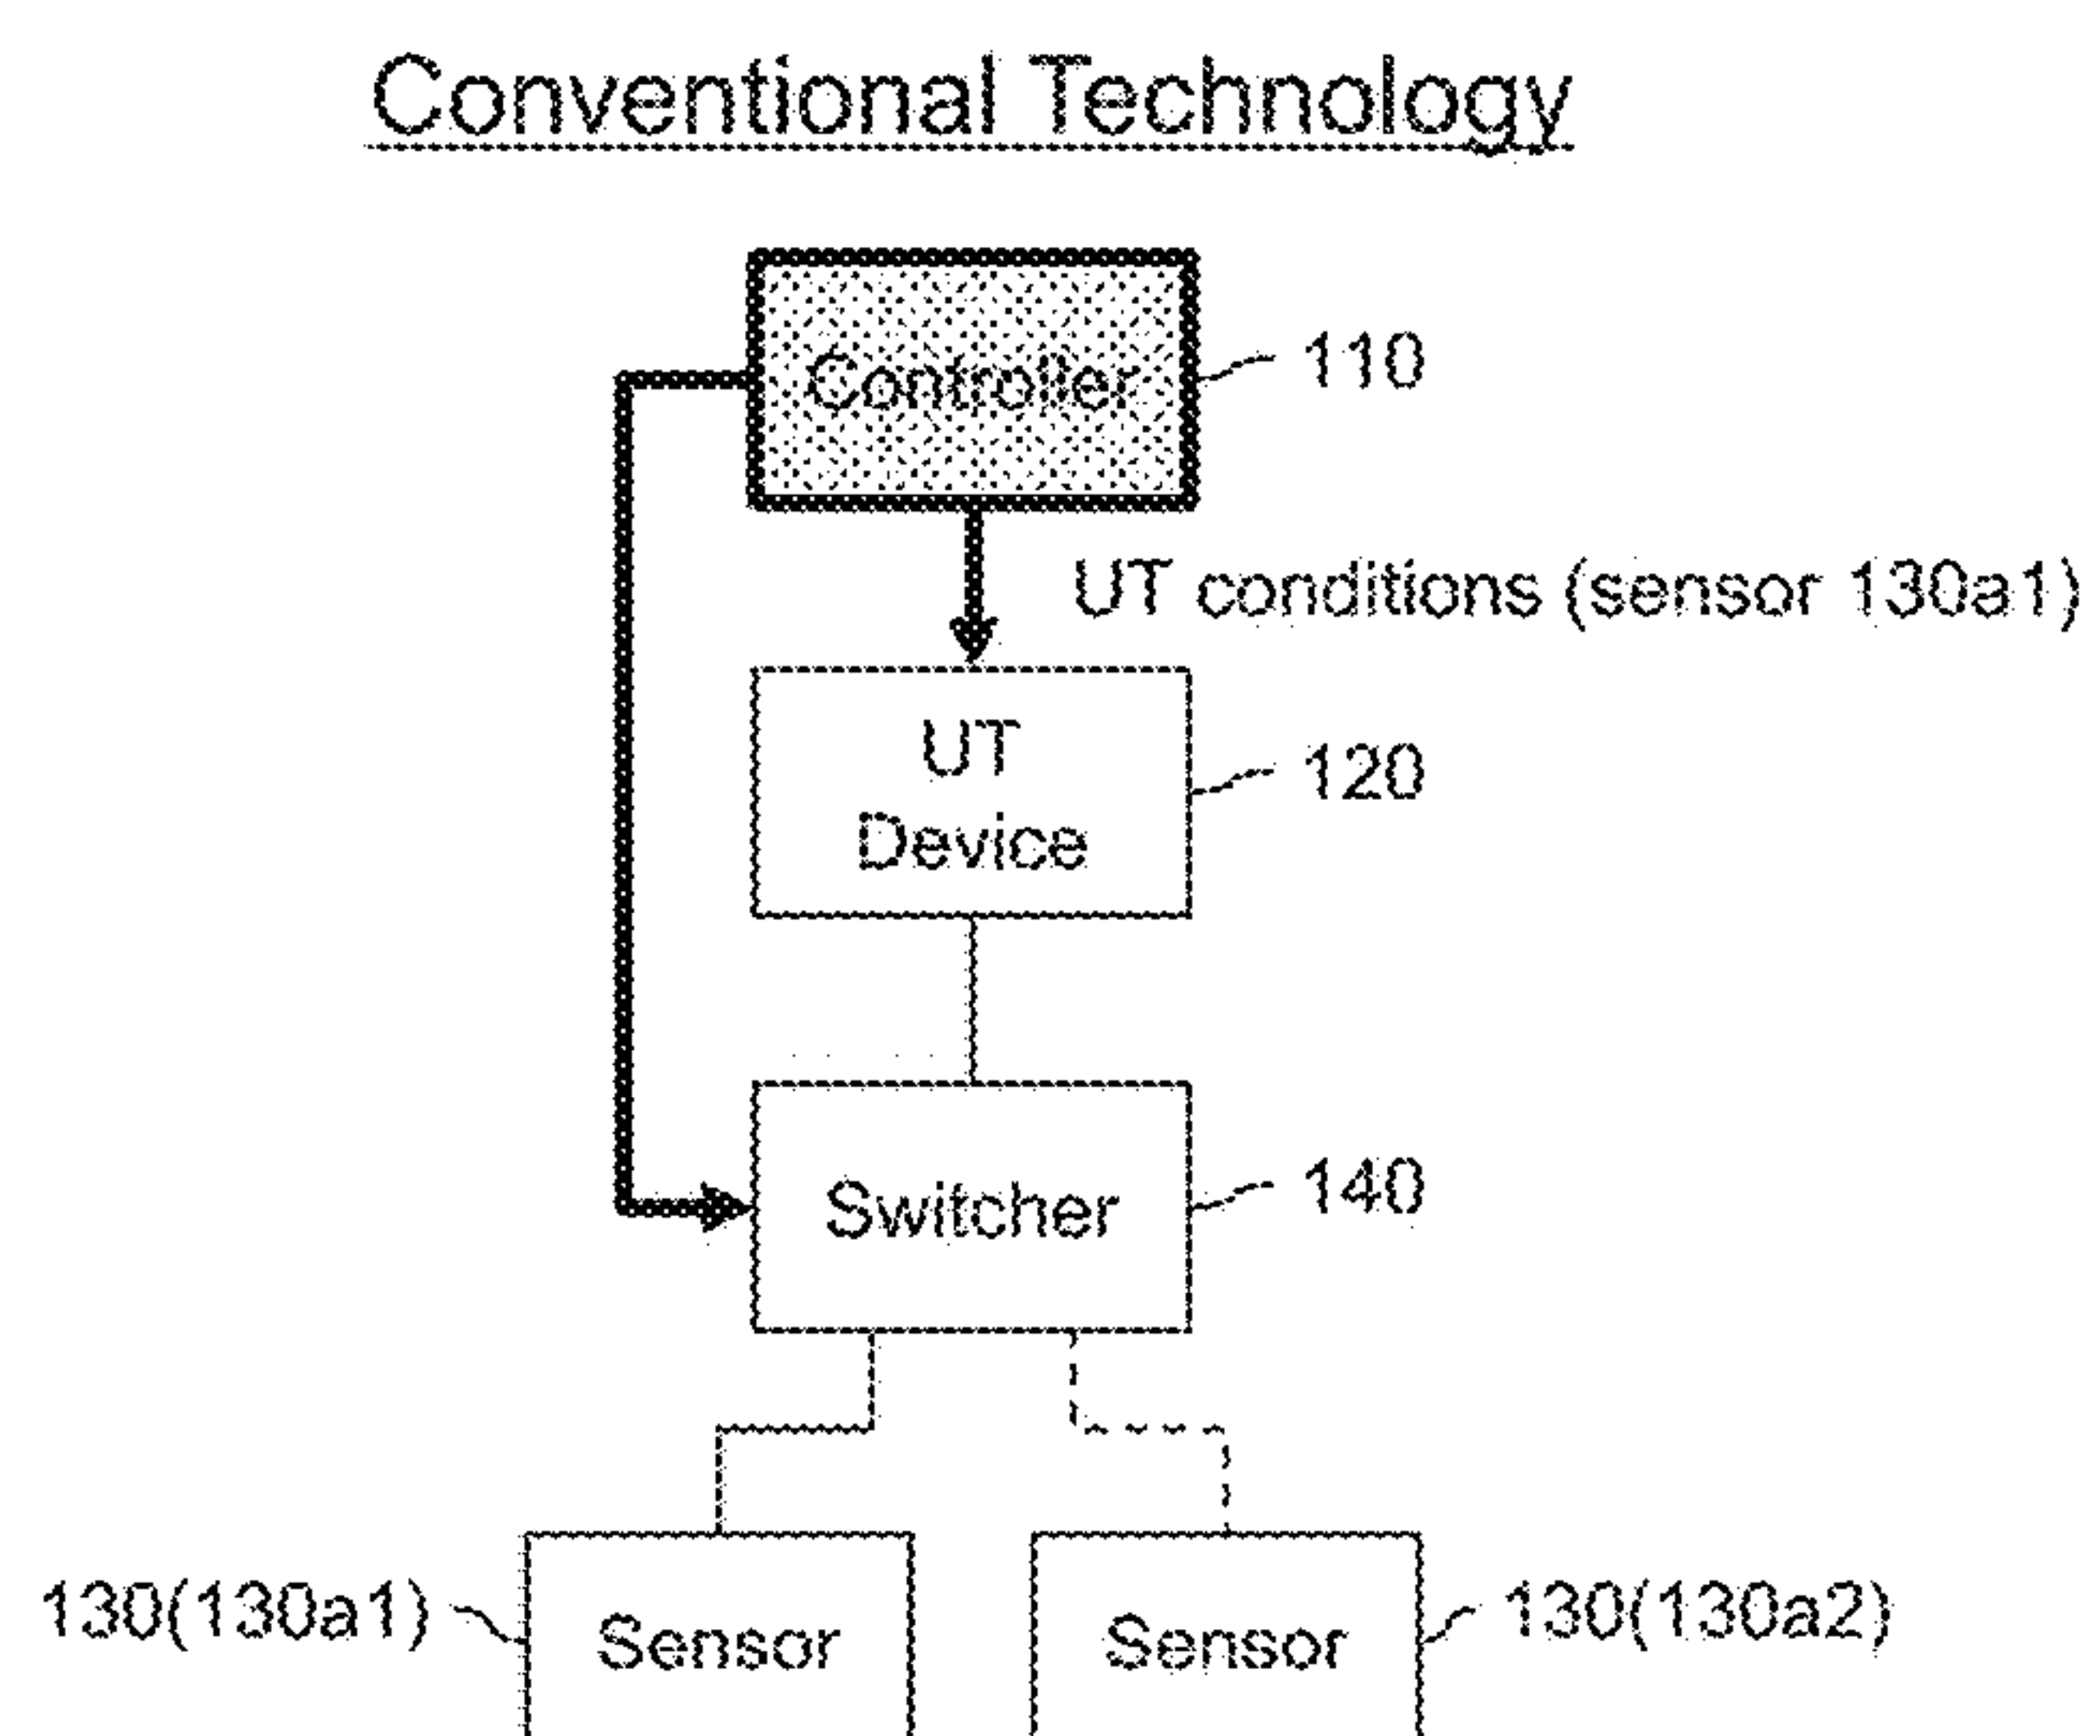 Conventional Technology
Controller
110
UT conditions (sensor 130a1)
UT
Device
120
Switcher
140
130(130a1)
Sensor
Sensor
130(130a2)